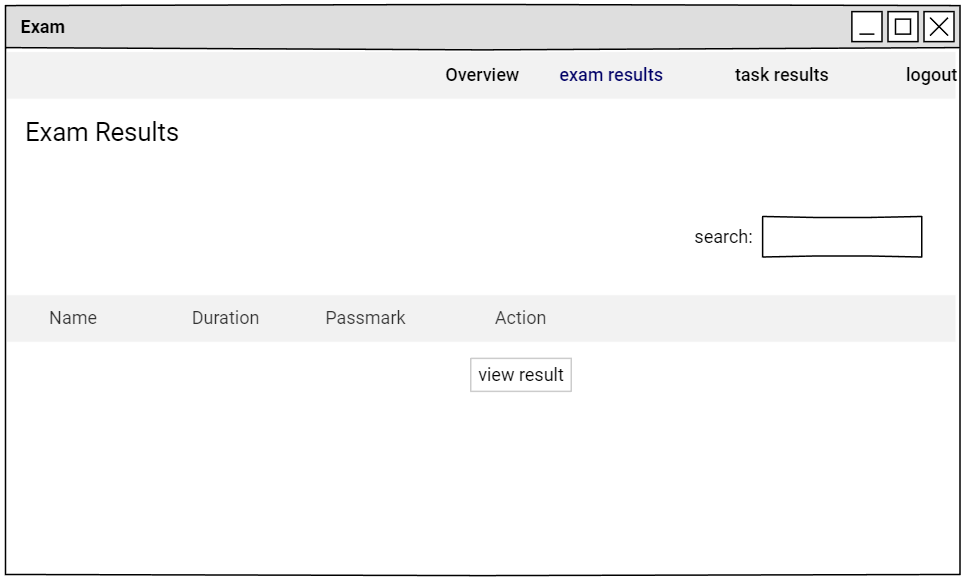 Exam
Overview exam results task results logout
Exam Results
search:
Name Duration Passmark Action
view result